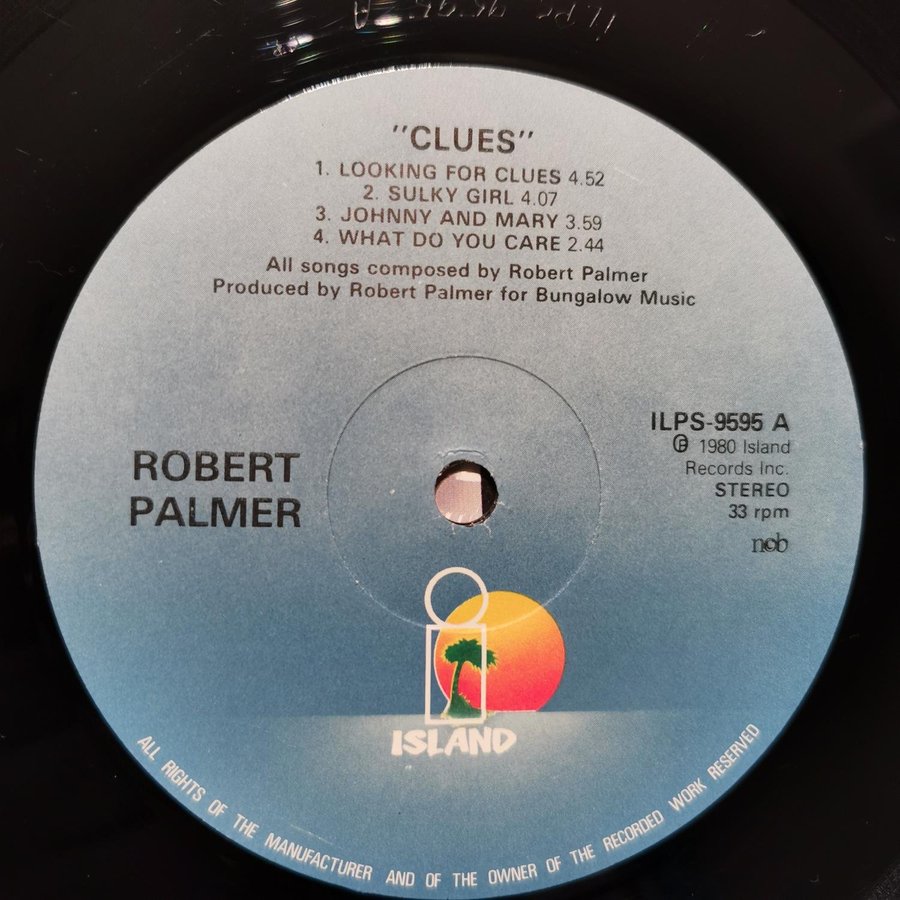 "CLUES"
1. LOOKING FOR CLUES 4.52
2. SULKY GIRL 4.07
3. JOHNNY AND MARY 3.59
4. WHAT DO YOU CARE 2.44
All songs composed by Robert Palmer
Produced by Robert Palmer for Bungalow Music
ROBERT
PALMER
ILPS-9595 A
℗ 1980 Island
Records Inc.
STEREO
33 rpm
ncb
ISLAND
ALL RIGHTS OF THE MANUFACTURER AND OF THE OWNER OF THE RECORDED WORK RESERVED